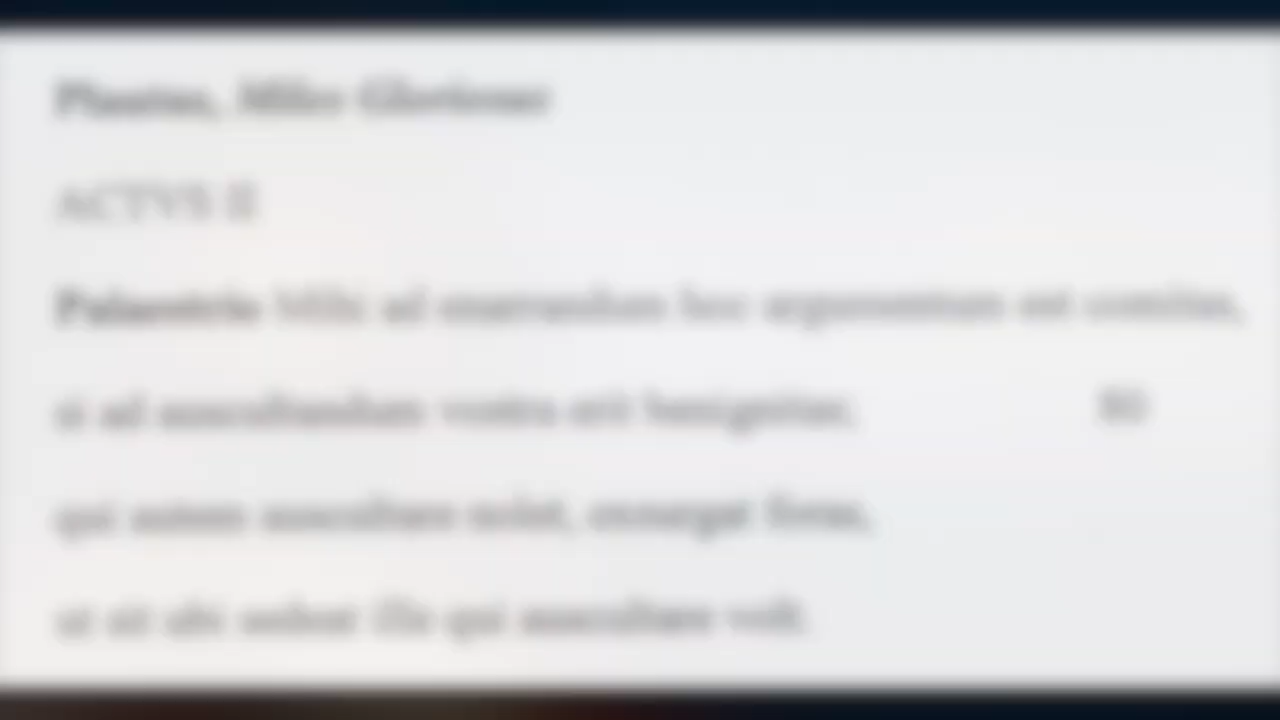 Plautus, Miles Gloriosus
ACTVS II
Palaestrio Mihi ad enarrandum hoc argumentum est comitas,
si ad auscultandum vostra erit benignitas; 80
qui autem auscultare nolet, exsurgat foras,
ut sit ubi sedeat ille qui auscultare volt.